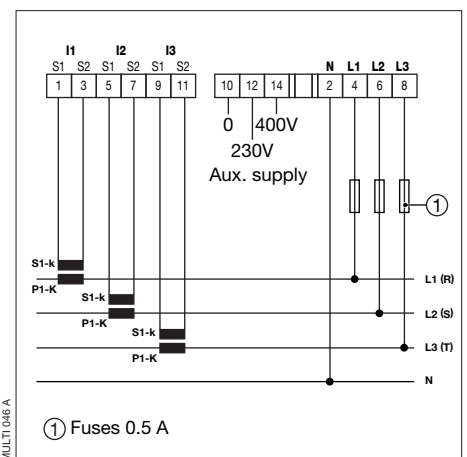 I1 I2 I3
S1 S2 S1 S2 S1 S2 N L1 L2 L3
1 3 5 7 9 11 10 12 14 2 4 6 8
0 400V
230V
Aux. supply
1
S1-k
L1 (R)
P1-K
S1-k
L2 (S)
P1-K
S1-k
L3 (T)
P1-K
N
1 Fuses 0.5 A
MULTI 046 A